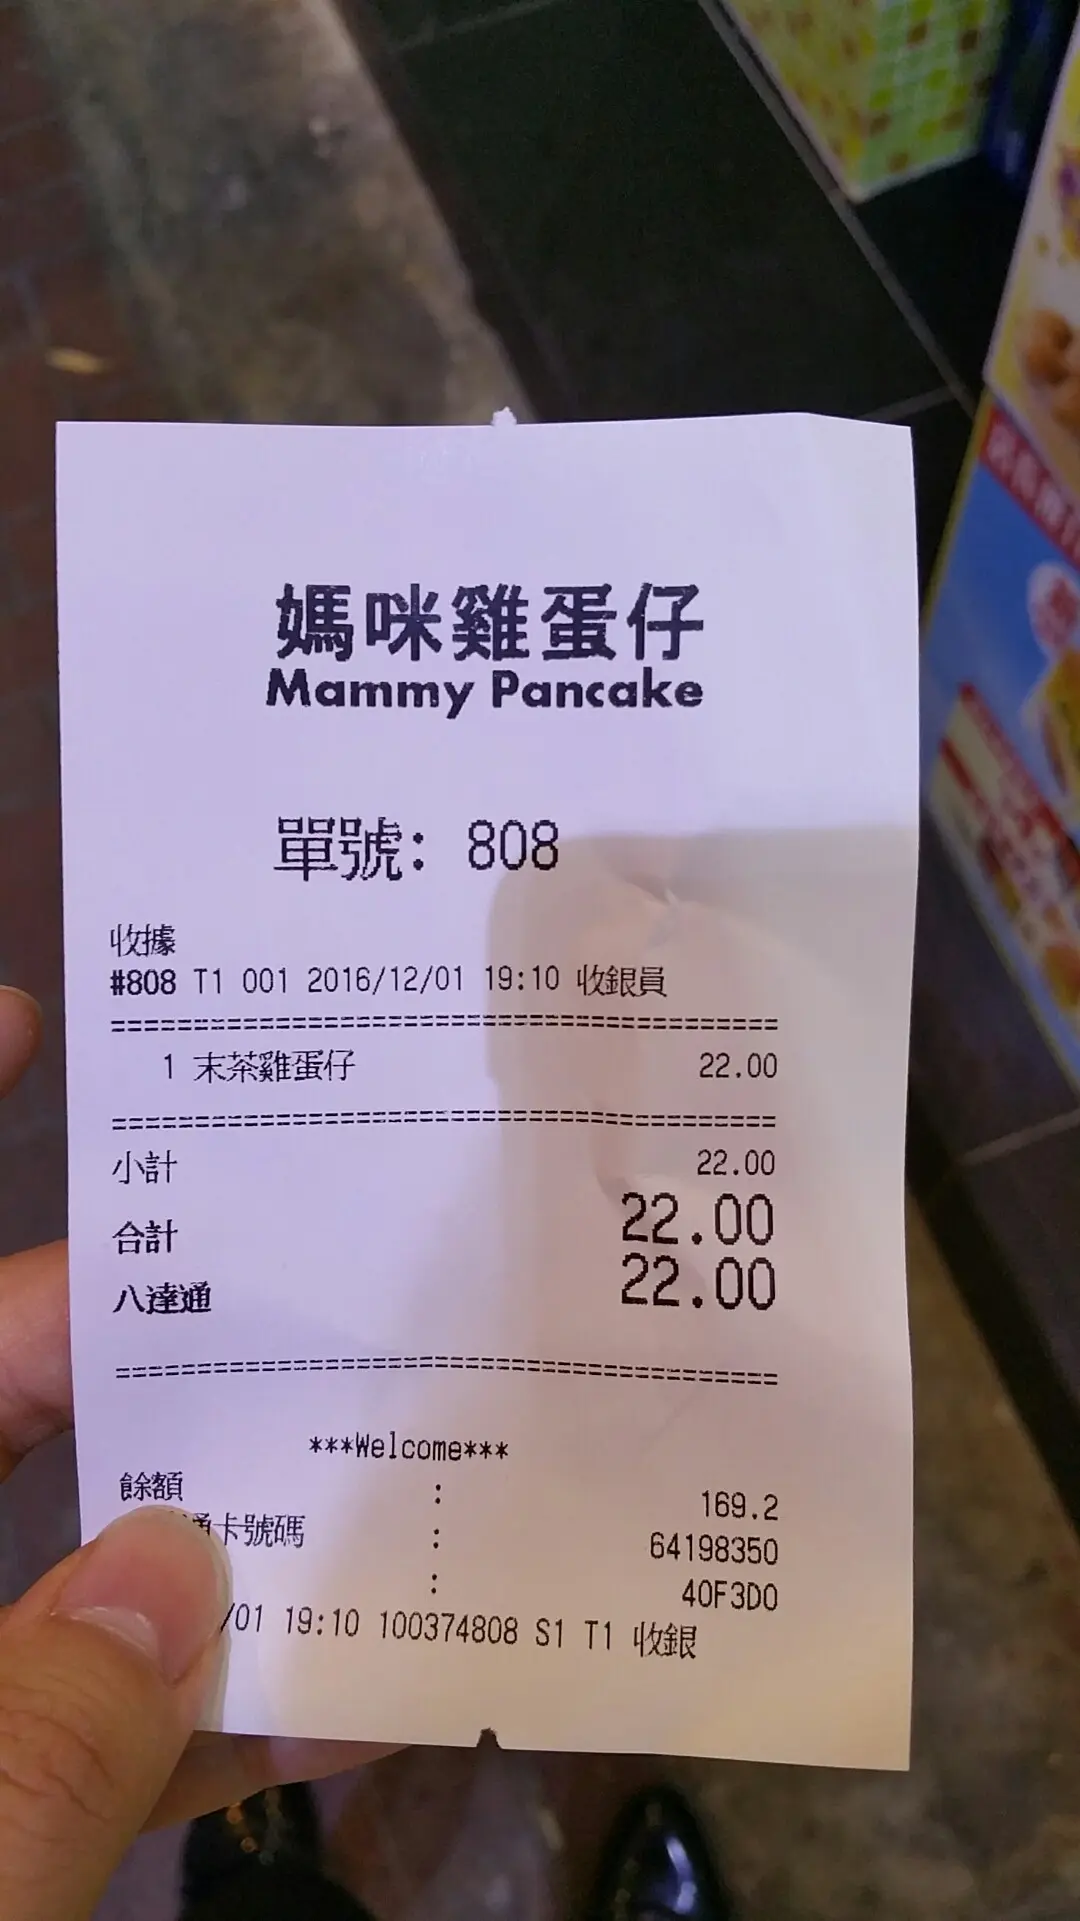 媽咪雞蛋仔
Mammy Pancake
單號: 808
收據
#808 T1 001 2016/12/01 19:10 收銀員
========================================
1 末茶雞蛋仔 22.00
========================================
小計 22.00
合計 22.00
八達通 22.00
========================================
***Welcome***
餘額 : 169.2
通卡號碼 : 64198350
: 40F3D0
/01 19:10 100374808 S1 T1 收銀